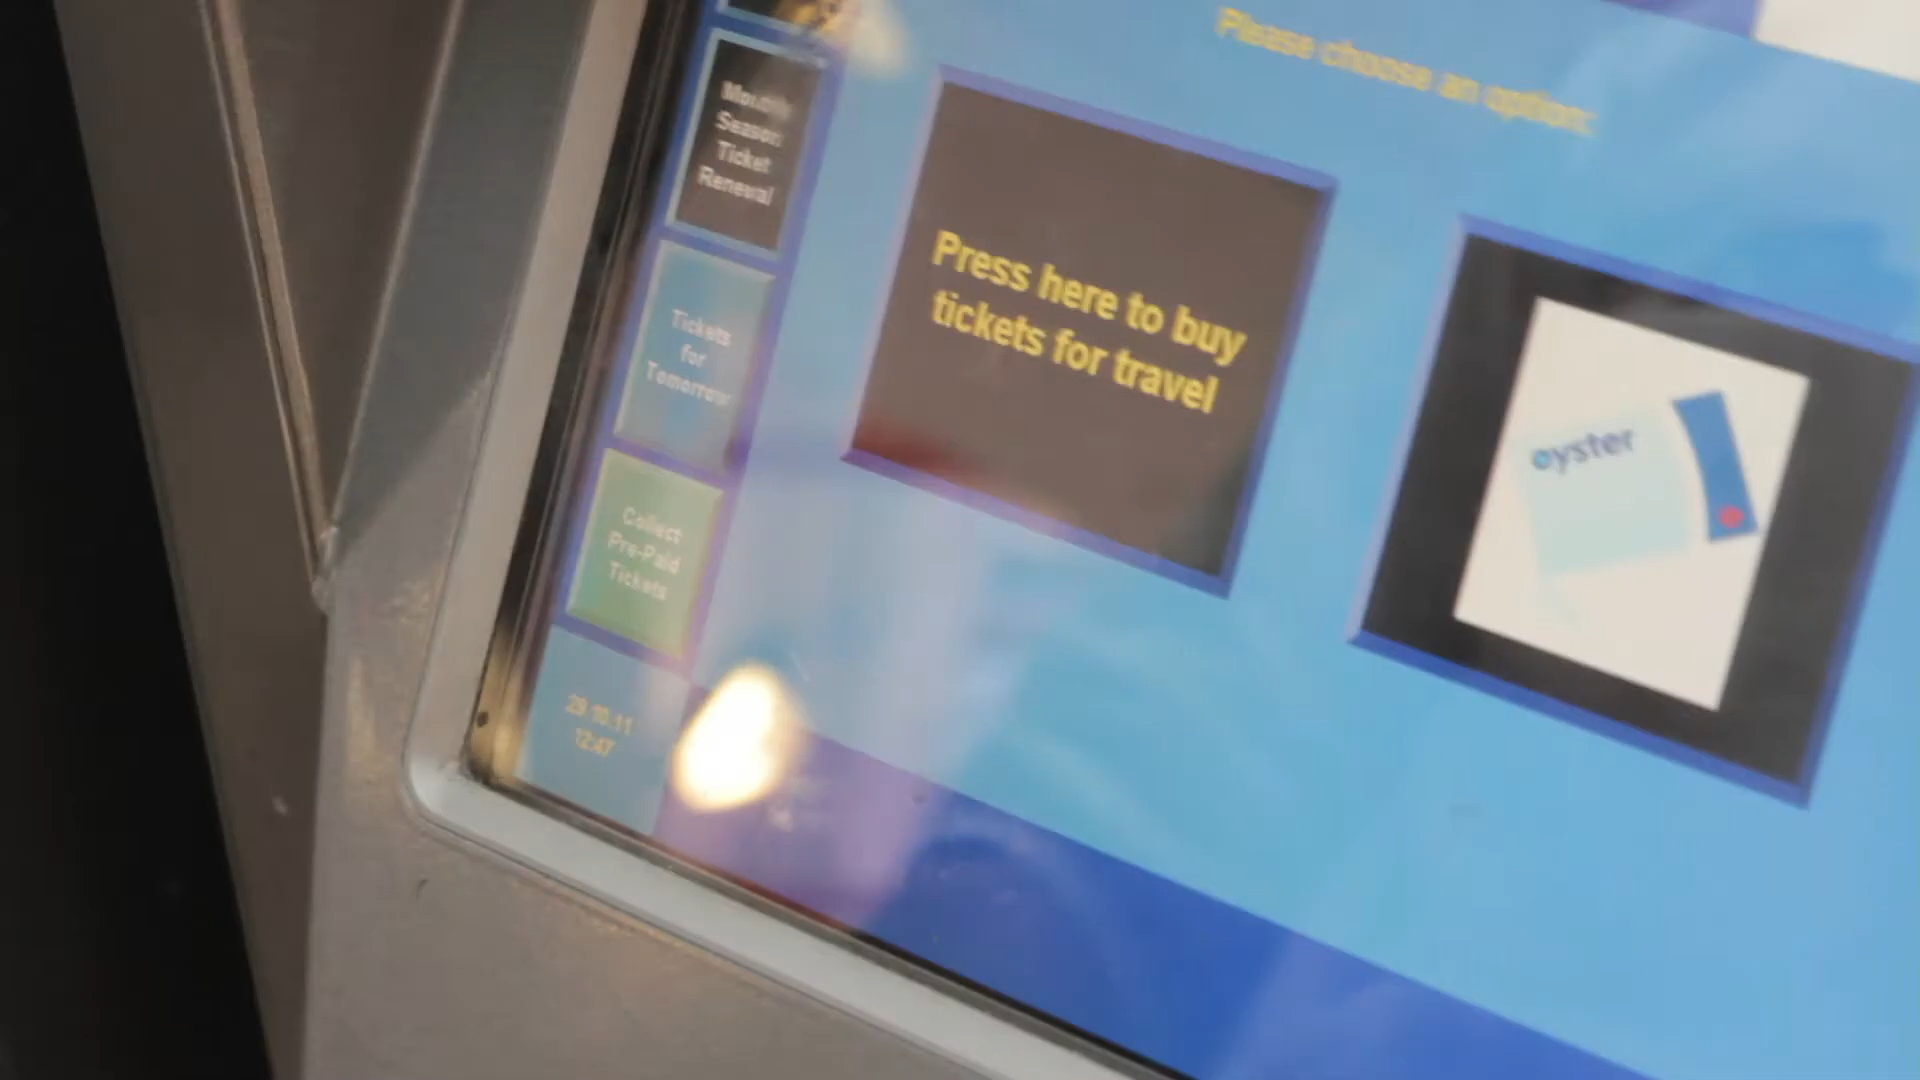 Please choose an option:
Monthly
Season
Ticket
Renewal
Press here to buy
tickets for travel
oyster
Tickets
for
Tomorrow
Collect
Pre-Paid
Tickets
29.10.11
12:47